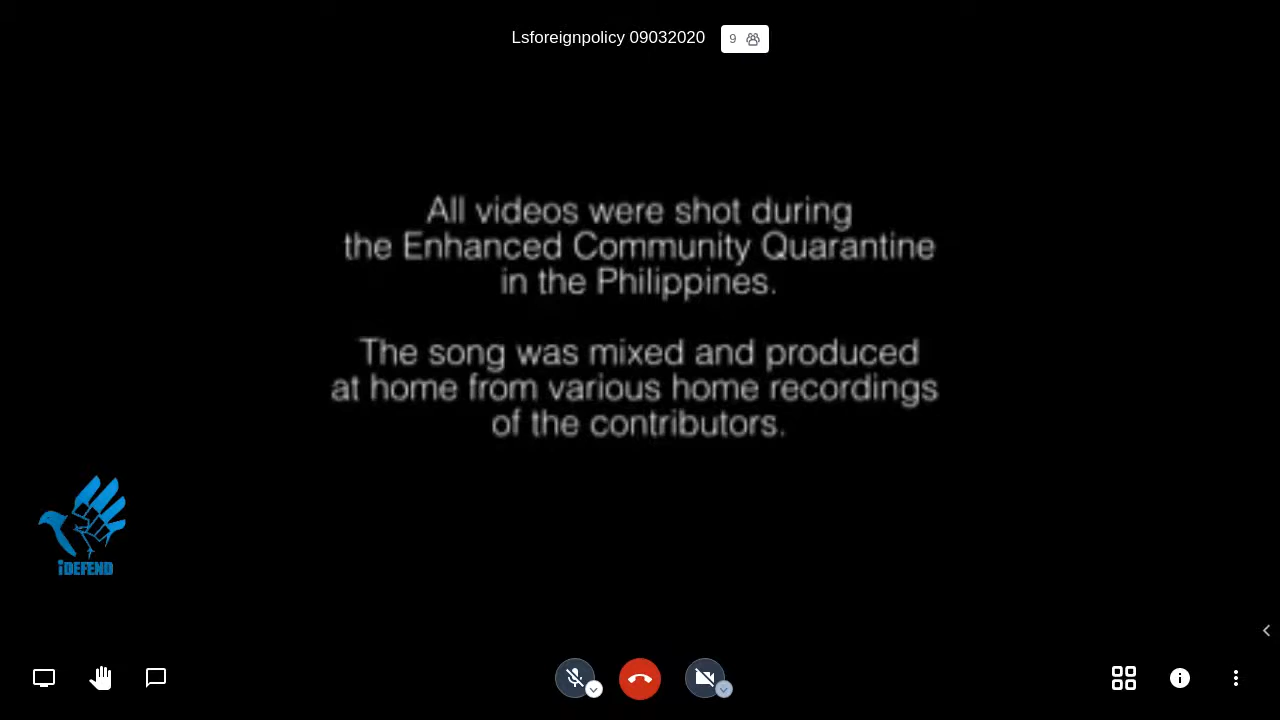 Lsforeignpolicy 09032020 9
All videos were shot during
the Enhanced Community Quarantine
in the Philippines.
The song was mixed and produced
at home from various home recordings
of the contributors.
iDEFEND